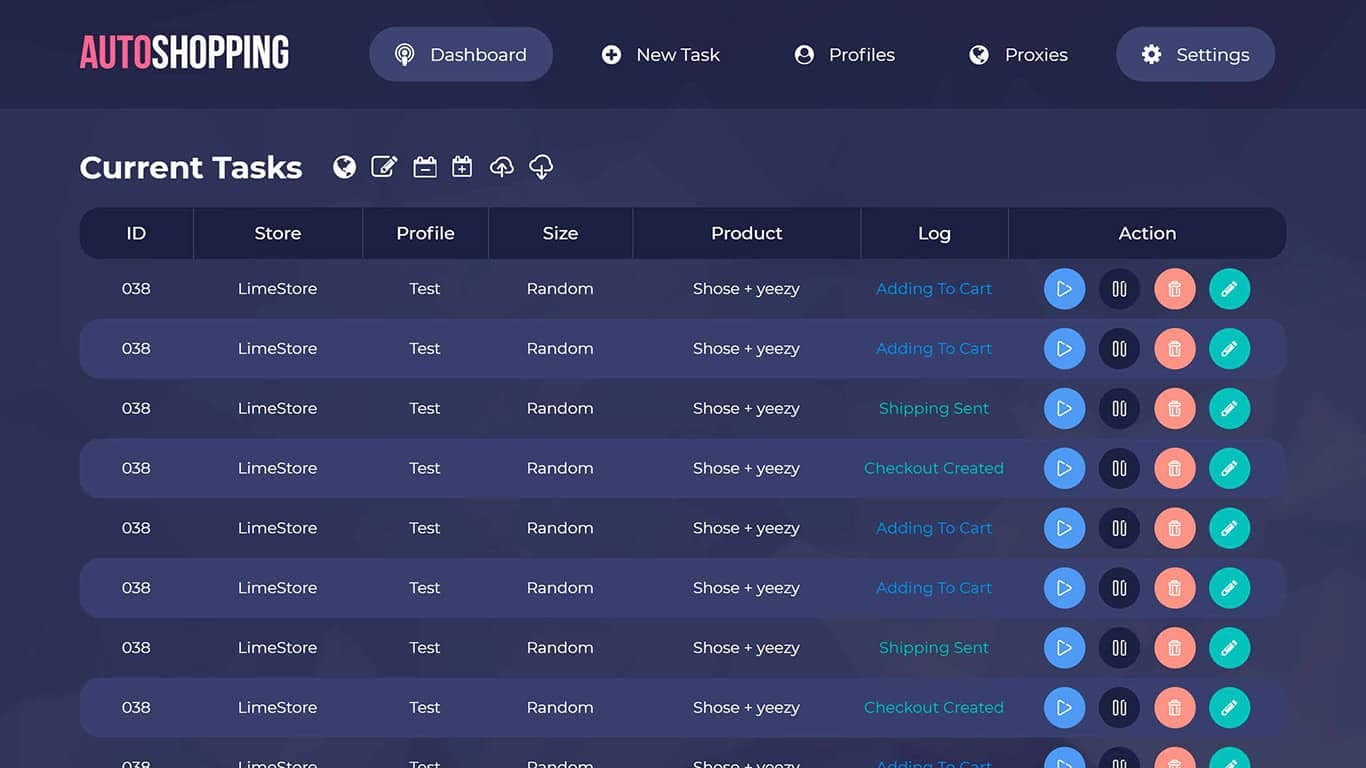 AUTOSHOPPING Dashboard New Task Profiles Proxies Settings
Current Tasks
ID Store Profile Size Product Log Action
038 LimeStore Test Random Shose + yeezy Adding To Cart
038 LimeStore Test Random Shose + yeezy Adding To Cart
038 LimeStore Test Random Shose + yeezy Shipping Sent
038 LimeStore Test Random Shose + yeezy Checkout Created
038 LimeStore Test Random Shose + yeezy Adding To Cart
038 LimeStore Test Random Shose + yeezy Adding To Cart
038 LimeStore Test Random Shose + yeezy Shipping Sent
038 LimeStore Test Random Shose + yeezy Checkout Created
038 LimeStore Test Random Shose + yeezy Adding To Cart